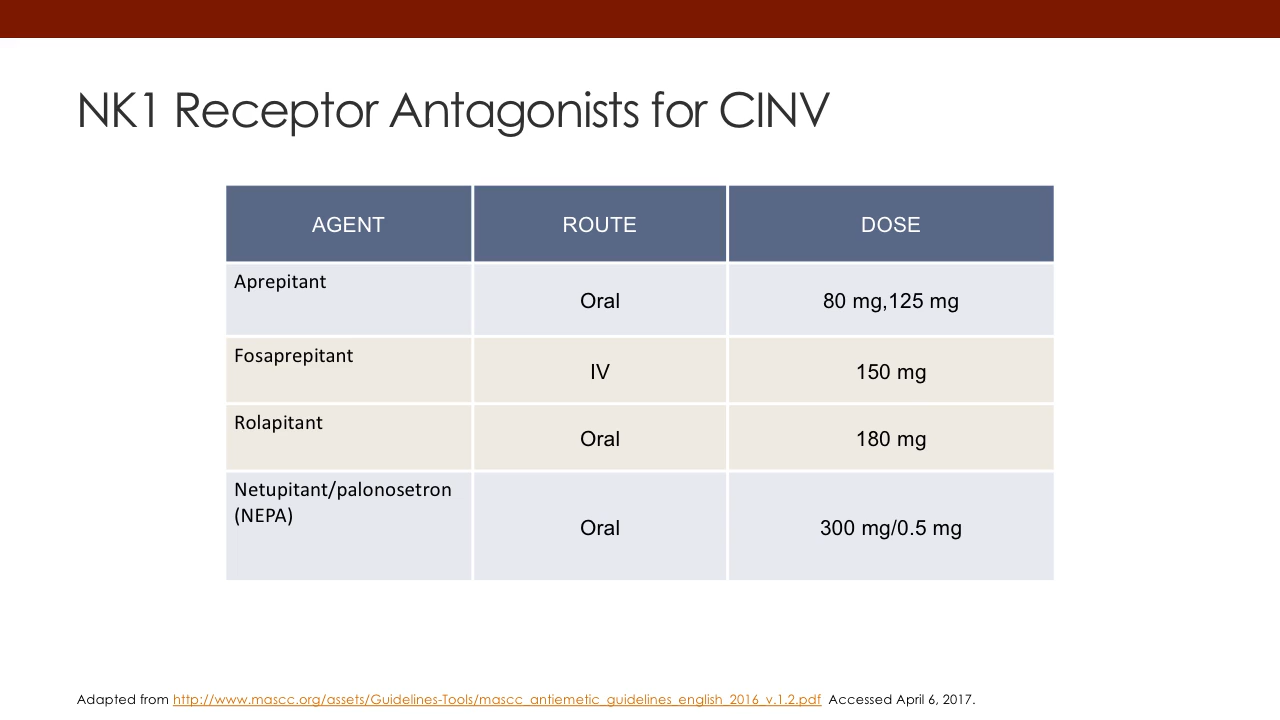 NK1 Receptor Antagonists for CINV
AGENT ROUTE DOSE
Aprepitant Oral 80 mg,125 mg
Fosaprepitant IV 150 mg
Rolapitant Oral 180 mg
Netupitant/palonosetron
(NEPA) Oral 300 mg/0.5 mg
Adapted from http://www.mascc.org/assets/Guidelines-Tools/mascc_antiemetic_guidelines_english_2016_v.1.2.pdf Accessed April 6, 2017.